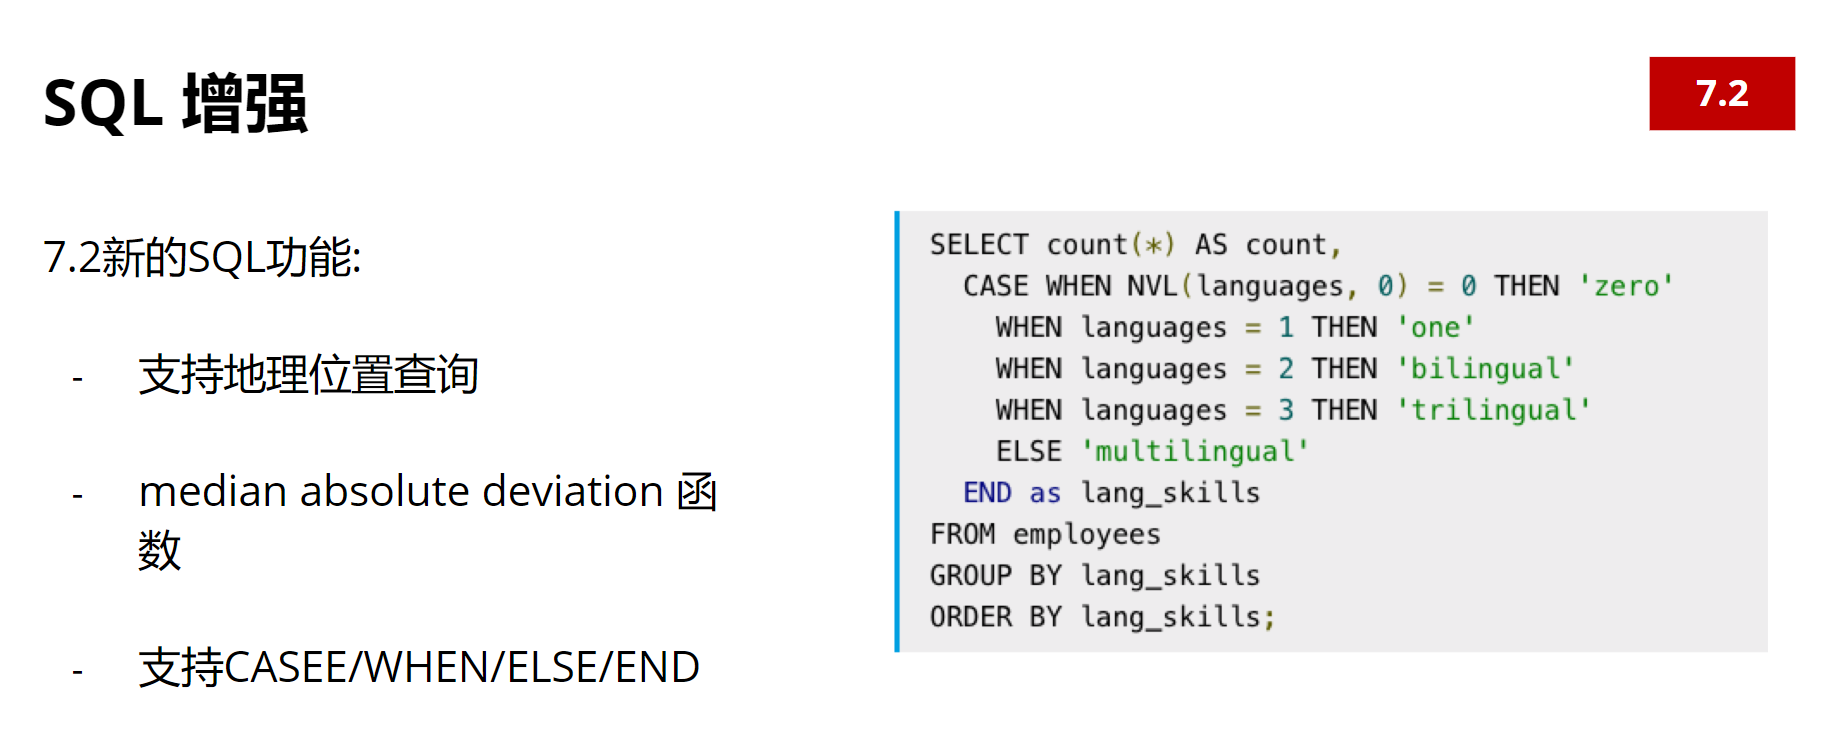 SQL 增强
7.2
7.2新的SQL功能:
- 支持地理位置查询
- median absolute deviation 函
数
- 支持CASEE/WHEN/ELSE/END
SELECT count(*) AS count,
  CASE WHEN NVL(languages, 0) = 0 THEN 'zero'
    WHEN languages = 1 THEN 'one'
    WHEN languages = 2 THEN 'bilingual'
    WHEN languages = 3 THEN 'trilingual'
    ELSE 'multilingual'
  END as lang_skills
FROM employees
GROUP BY lang_skills
ORDER BY lang_skills;